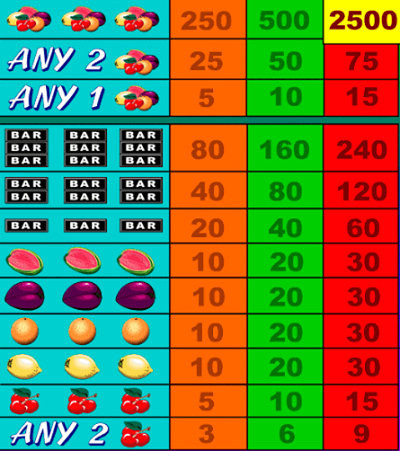 250 500 2500
ANY 2 25 50 75
ANY 1 5 10 15
BAR BAR BAR
BAR BAR BAR 80 160 240
BAR BAR BAR
BAR BAR BAR 40 80 120
BAR BAR BAR
BAR BAR BAR 20 40 60
10 20 30
10 20 30
10 20 30
10 20 30
5 10 15
ANY 2 3 6 9